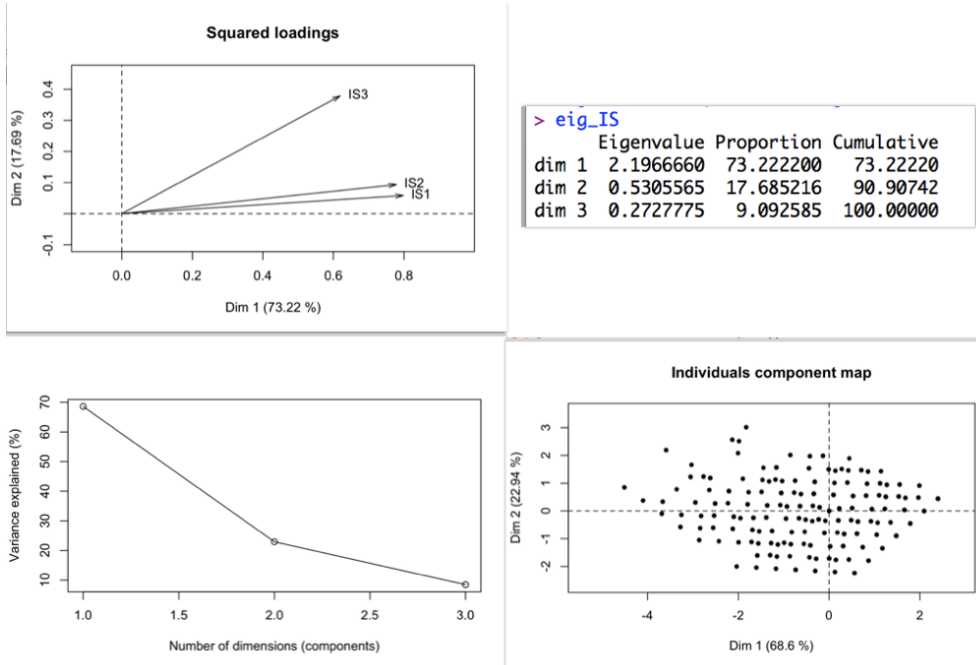 Squared loadings
Dim 2 (17.69 %)
0.4
0.3
0.2
0.1
-0.1
IS3
IS2
IS1
0.0 0.2 0.4 0.6 0.8
Dim 1 (73.22 %)
> eig_IS
Eigenvalue Proportion Cumulative
dim 1 2.1966660 73.222200 73.22220
dim 2 0.5305565 17.685216 90.90742
dim 3 0.2727775 9.092585 100.00000
Variance explained (%)
70
60
50
40
30
20
10
1.0 1.5 2.0 2.5 3.0
Number of dimensions (components)
Individuals component map
Dim 2 (22.94 %)
3
2
1
0
-1
-2
-4 -2 0 2
Dim 1 (68.6 %)